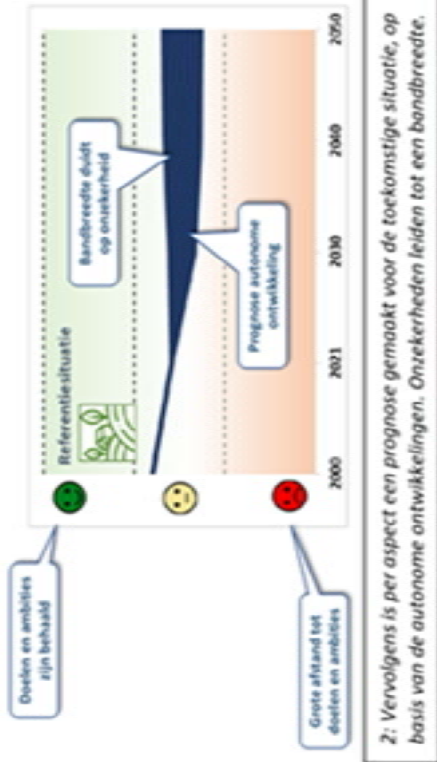 Doelen en ambities
zijn behaald
Referentiesituatie
Bandbreedte duidt
op onzekerheid
Prognose autonome
ontwikkeling
Grote afstand tot
doelen en ambities
2000
2021
2030
2040
2050
2: Vervolgens is per aspect een prognose gemaakt voor de toekomstige situatie, op
basis van de autonome ontwikkelingen. Onzekerheden leiden tot een bandbreedte.